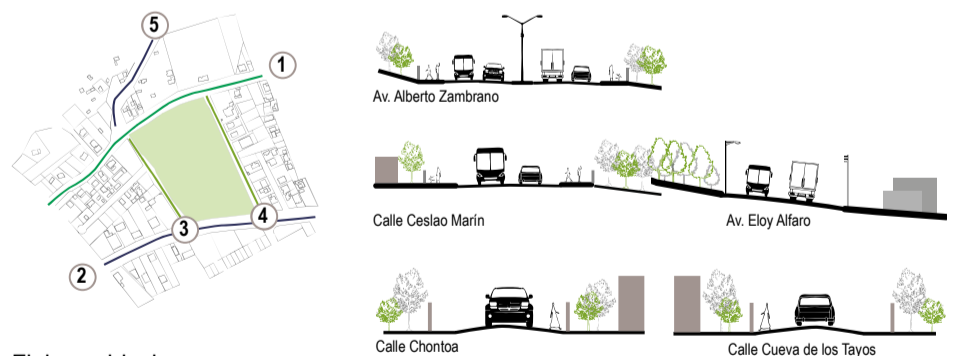 5
1
3
4
2
Av. Alberto Zambrano
Calle Ceslao Marín
Av. Eloy Alfaro
Calle Chontoa
Calle Cueva de los Tayos